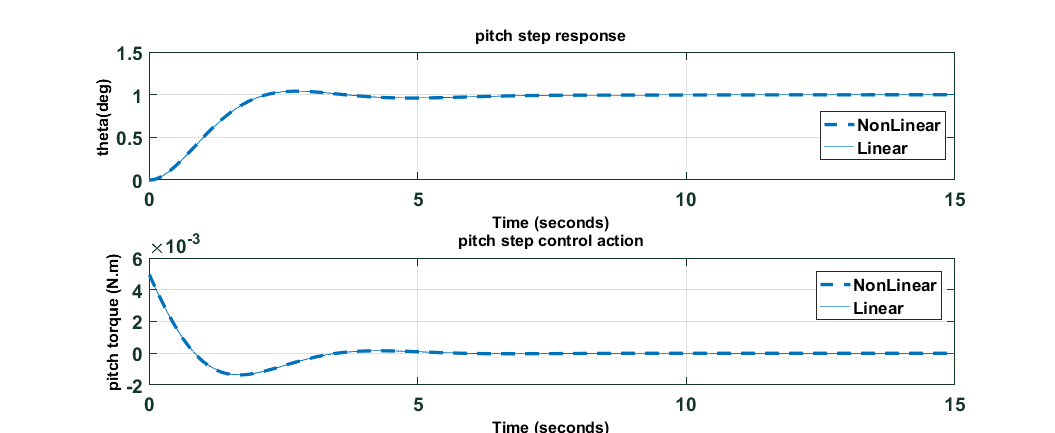 pitch step response
1.5
1
0.5
0
theta(deg)
NonLinear
Linear
0 5 10 15
Time (seconds)
pitch step control action
×10-3
6
4
2
0
-2
pitch torque (N.m)
NonLinear
Linear
0 5 10 15
Time (seconds)